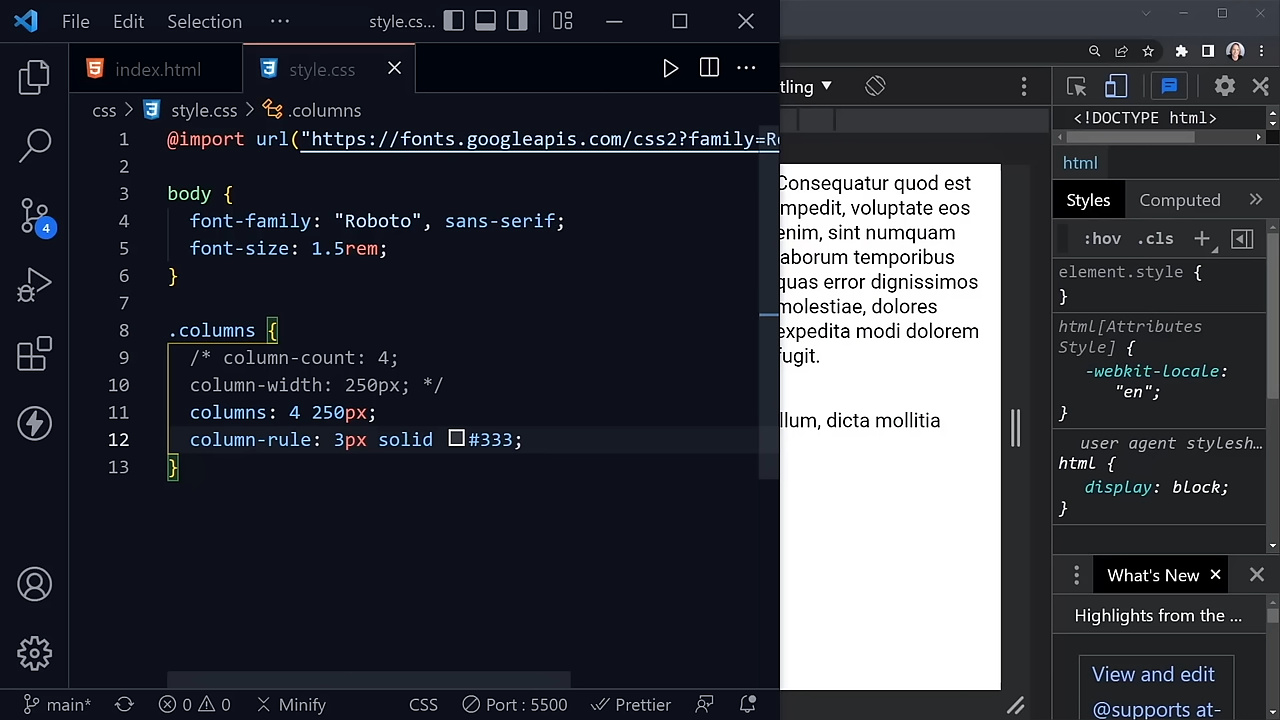 File Edit Selection ··· style.cs...
index.html style.css
css > style.css > .columns
1 @import url("https://fonts.googleapis.com/css2?family=Ro
2
3 body {
4 font-family: "Roboto", sans-serif;
5 font-size: 1.5rem;
6 }
7
8 .columns {
9 /* column-count: 4;
10 column-width: 250px; */
11 columns: 4 250px;
12 column-rule: 3px solid #333;
13 }
4
main* 0 0 Minify CSS Port : 5500 Prettier
tling
Consequatur quod est
mpedit, voluptate eos
enim, sint numquam
laborum temporibus
quas error dignissimos
molestiae, dolores
expedita modi dolorem
fugit.
llum, dicta mollitia
<!DOCTYPE html>
html
Styles Computed
:hov .cls
element.style {
}
html[Attributes
Style] {
-webkit-locale:
"en";
}
user agent stylesh...
html {
display: block;
}
What's New
Highlights from the ...
View and edit
@supports at-